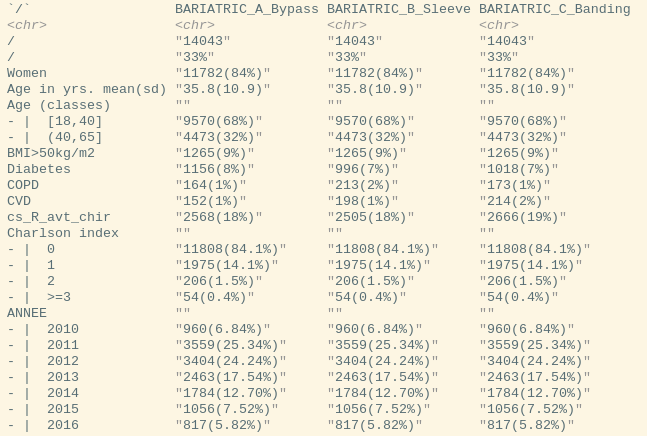 `/` BARIATRIC_A_Bypass BARIATRIC_B_Sleeve BARIATRIC_C_Banding
<chr> <chr> <chr> <chr>
/ "14043" "14043" "14043"
/ "33%" "33%" "33%"
Women "11782(84%)" "11782(84%)" "11782(84%)"
Age in yrs. mean(sd) "35.8(10.9)" "35.8(10.9)" "35.8(10.9)"
Age (classes) "" "" ""
- | [18,40] "9570(68%)" "9570(68%)" "9570(68%)"
- | (40,65] "4473(32%)" "4473(32%)" "4473(32%)"
BMI>50kg/m2 "1265(9%)" "1265(9%)" "1265(9%)"
Diabetes "1156(8%)" "996(7%)" "1018(7%)"
COPD "164(1%)" "213(2%)" "173(1%)"
CVD "152(1%)" "198(1%)" "214(2%)"
cs_R_avt_chir "2568(18%)" "2505(18%)" "2666(19%)"
Charlson index "" "" ""
- | 0 "11808(84.1%)" "11808(84.1%)" "11808(84.1%)"
- | 1 "1975(14.1%)" "1975(14.1%)" "1975(14.1%)"
- | 2 "206(1.5%)" "206(1.5%)" "206(1.5%)"
- | >=3 "54(0.4%)" "54(0.4%)" "54(0.4%)"
ANNEE "" "" ""
- | 2010 "960(6.84%)" "960(6.84%)" "960(6.84%)"
- | 2011 "3559(25.34%)" "3559(25.34%)" "3559(25.34%)"
- | 2012 "3404(24.24%)" "3404(24.24%)" "3404(24.24%)"
- | 2013 "2463(17.54%)" "2463(17.54%)" "2463(17.54%)"
- | 2014 "1784(12.70%)" "1784(12.70%)" "1784(12.70%)"
- | 2015 "1056(7.52%)" "1056(7.52%)" "1056(7.52%)"
- | 2016 "817(5.82%)" "817(5.82%)" "817(5.82%)"